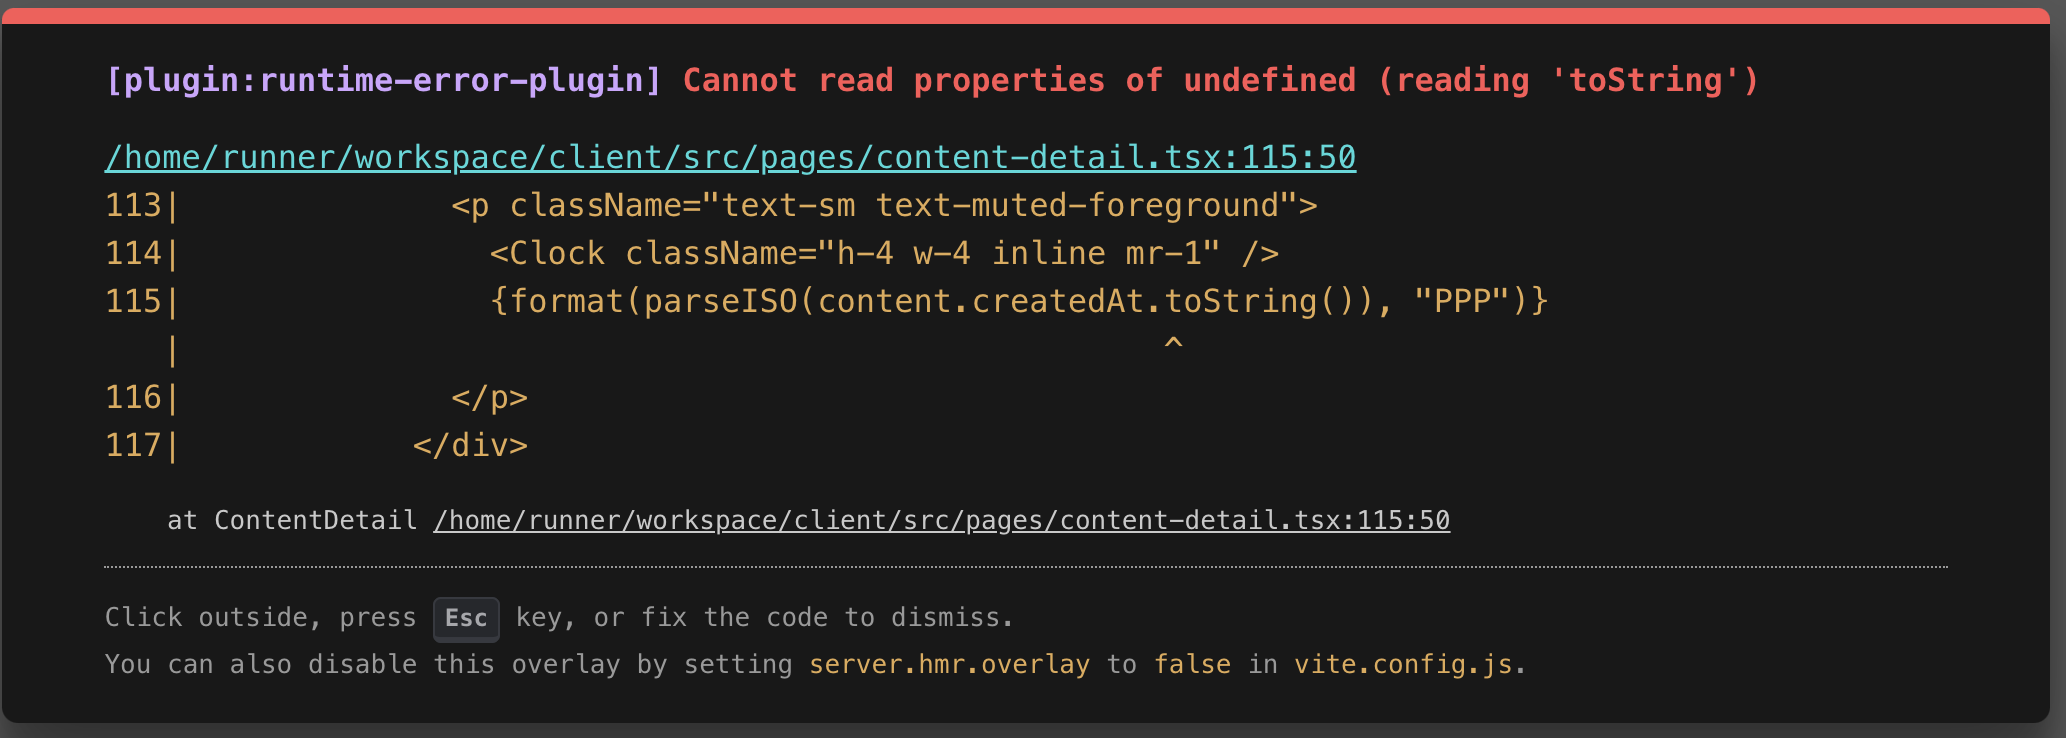 [plugin:runtime-error-plugin] Cannot read properties of undefined (reading 'toString')
/home/runner/workspace/client/src/pages/content-detail.tsx:115:50
113|              <p className="text-sm text-muted-foreground">
114|                <Clock className="h-4 w-4 inline mr-1" />
115|                {format(parseISO(content.createdAt.toString()), "PPP")}
   |                                                   ^
116|              </p>
117|            </div>
    at ContentDetail /home/runner/workspace/client/src/pages/content-detail.tsx:115:50
Click outside, press Esc key, or fix the code to dismiss.
You can also disable this overlay by setting server.hmr.overlay to false in vite.config.js.